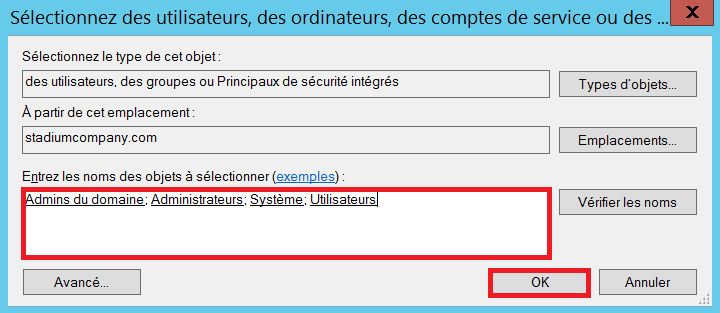 Sélectionnez des utilisateurs, des ordinateurs, des comptes de service ou des ...
Sélectionnez le type de cet objet :
des utilisateurs, des groupes ou Principaux de sécurité intégrés
Types d'objets...
À partir de cet emplacement :
stadiumcompany.com
Emplacements...
Entrez les noms des objets à sélectionner (exemples) :
Admins du domaine; Administrateurs; Système; Utilisateurs
Vérifier les noms
Avancé...
OK
Annuler